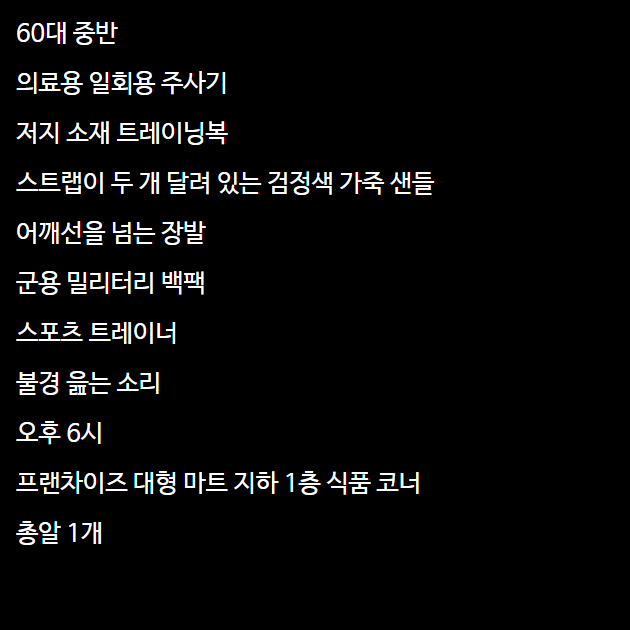 60대 중반
의료용 일회용 주사기
저지 소재 트레이닝복
스트랩이 두 개 달려 있는 검정색 가죽 샌들
어깨선을 넘는 장발
군용 밀리터리 백팩
스포츠 트레이너
불경 읊는 소리
오후 6시
프랜차이즈 대형 마트 지하 1층 식품 코너
총알 1개